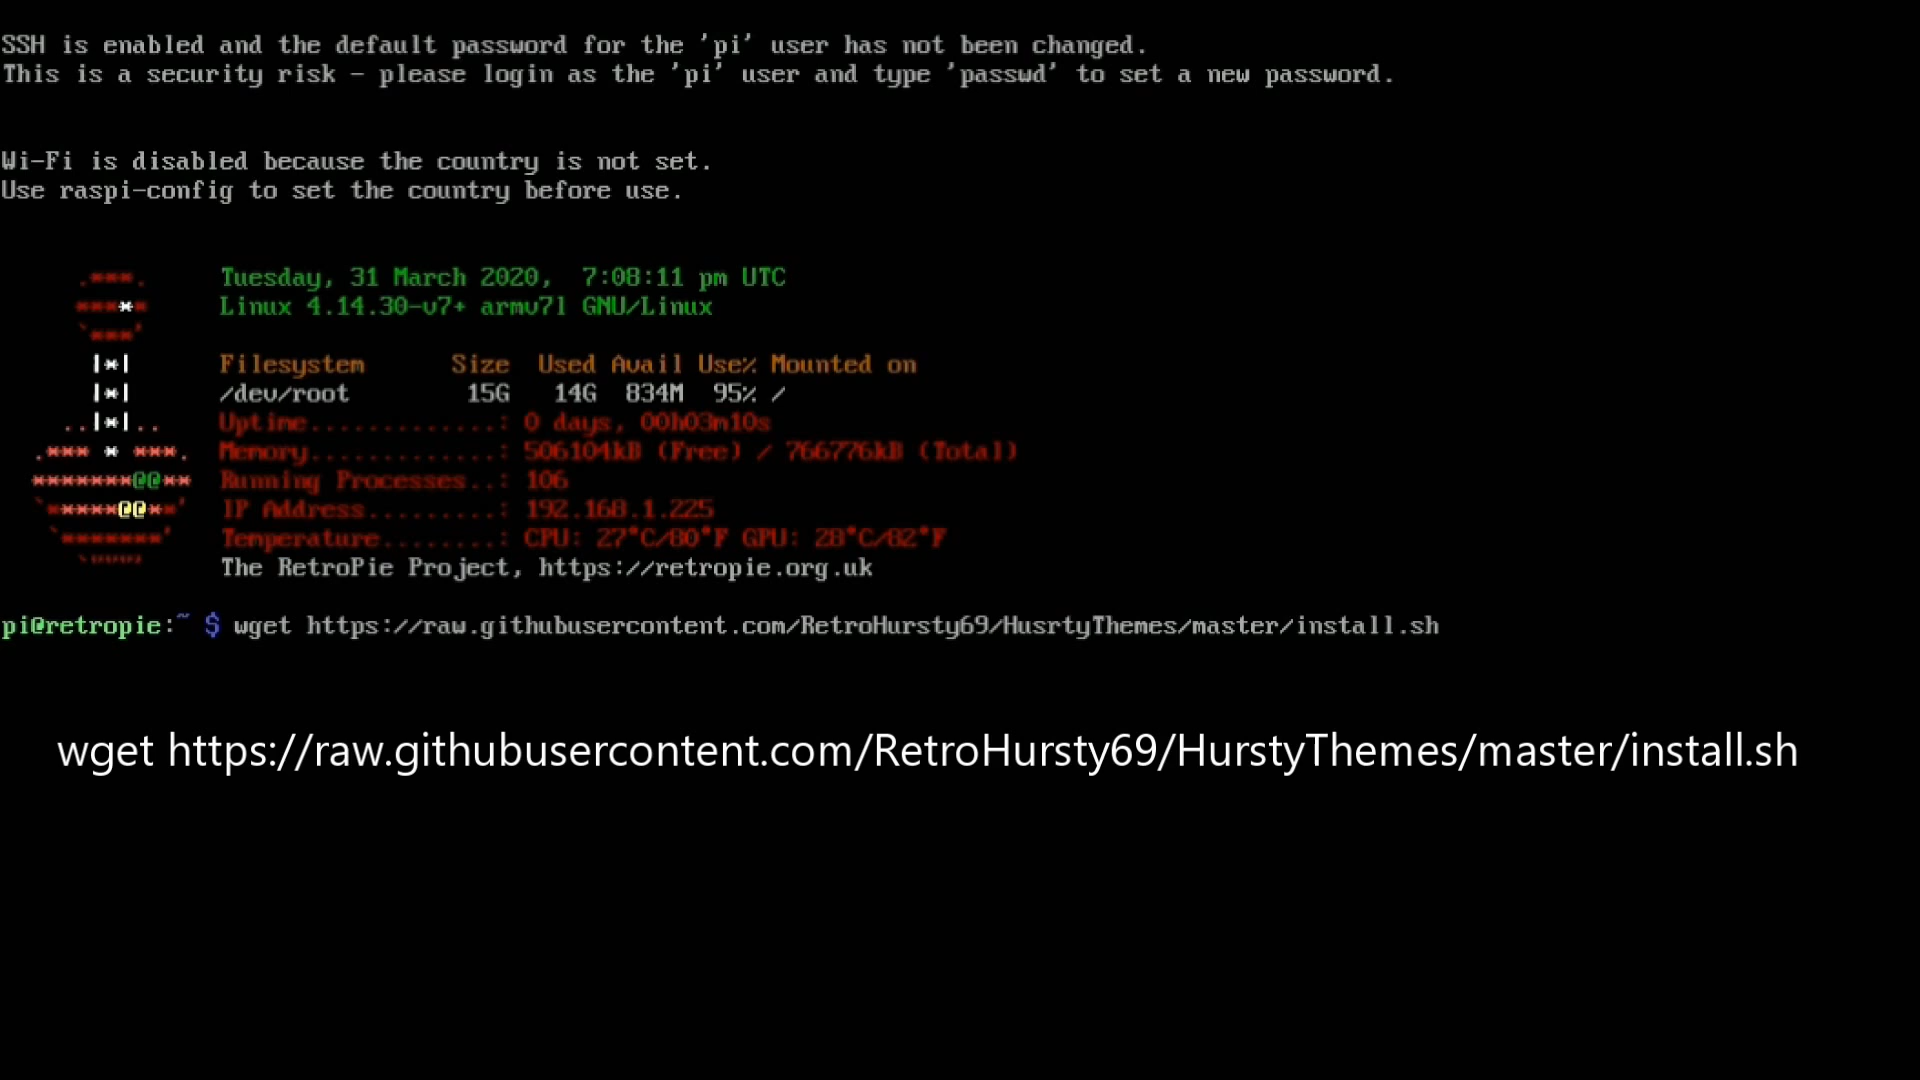 SSH is enabled and the default password for the 'pi' user has not been changed.
This is a security risk - please login as the 'pi' user and type 'passwd' to set a new password.
Wi-Fi is disabled because the country is not set.
Use raspi-config to set the country before use.
.***. Tuesday, 31 March 2020,  7:08:11 pm UTC
***** Linux 4.14.30-v7+ armv7l GNU/Linux
`***'
|*| Filesystem      Size  Used Avail Use% Mounted on
|*| /dev/root        15G   14G  834M  95% /
..|*|.. Uptime.............: 0 days, 00h03m10s
.*** * ***. Memory.............: 506104kB (Free) / 766776kB (Total)
*******@@** Running Processes..: 106
`*****@@**' IP Address.........: 192.168.1.225
`*******' Temperature........: CPU: 27°C/80°F GPU: 28°C/82°F
`""""' The RetroPie Project, https://retropie.org.uk
pi@retropie:~ $ wget https://raw.githubusercontent.com/RetroHursty69/HusrtyThemes/master/install.sh
wget https://raw.githubusercontent.com/RetroHursty69/HurstyThemes/master/install.sh